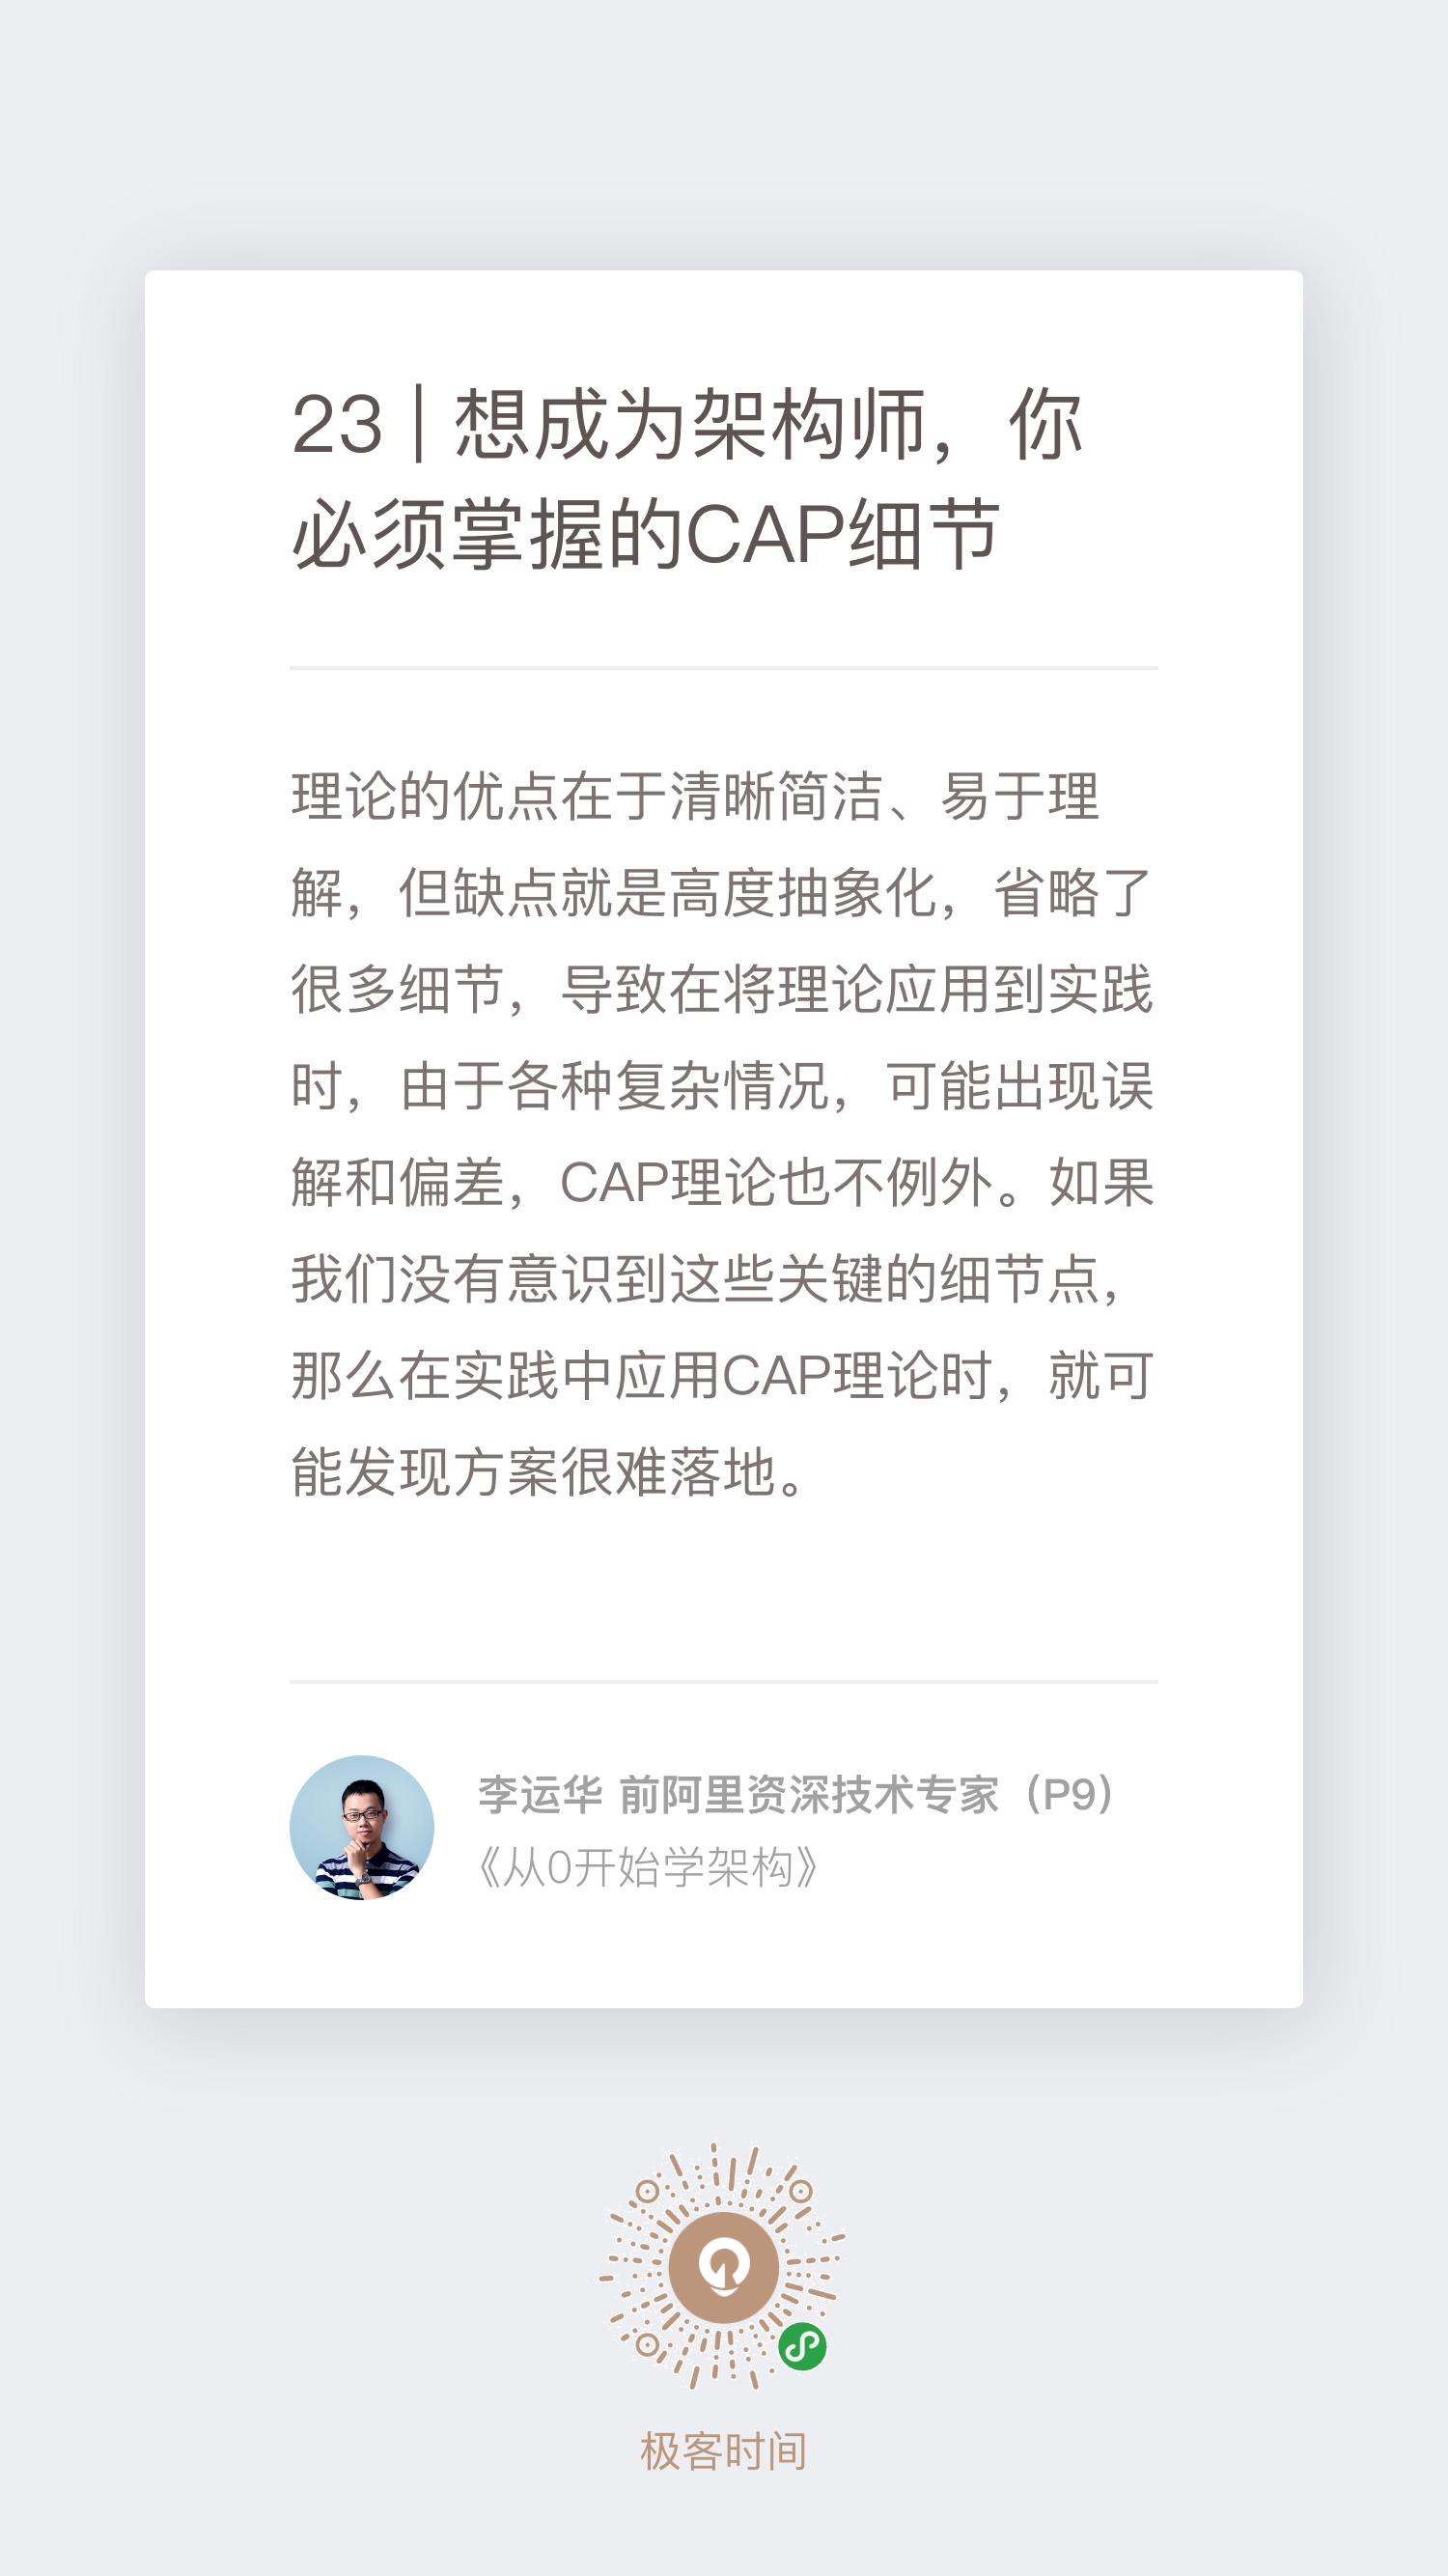 23 | 想成为架构师，你
必须掌握的CAP细节
理论的优点在于清晰简洁、易于理
解，但缺点就是高度抽象化，省略了
很多细节，导致在将理论应用到实践
时，由于各种复杂情况，可能出现误
解和偏差，CAP理论也不例外。如果
我们没有意识到这些关键的细节点，
那么在实践中应用CAP理论时，就可
能发现方案很难落地。
李运华 前阿里资深技术专家（P9）
《从0开始学架构》
极客时间